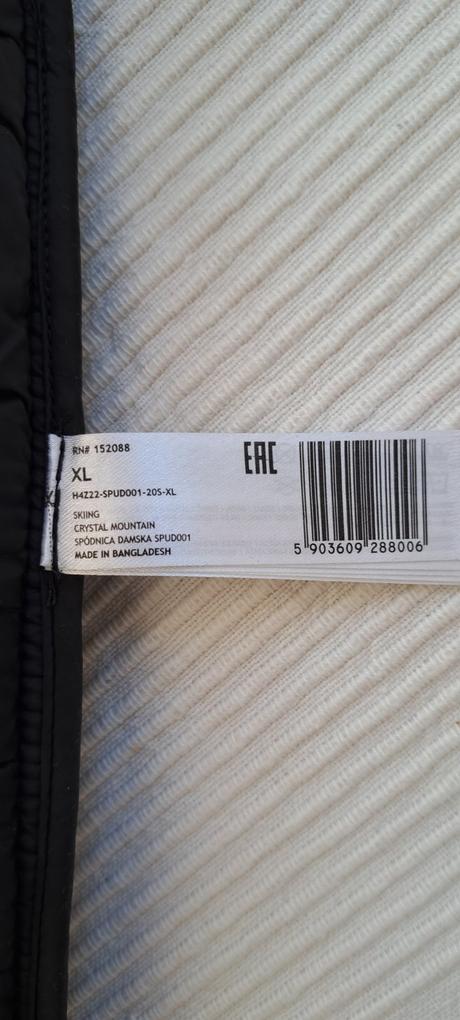 RN# 152088
XL
H4Z22-SPUD001-20S-XL
SKIING
CRYSTAL MOUNTAIN
SPÓDNICA DAMSKA SPUD001
MADE IN BANGLADESH
EAC
5 903609 288006